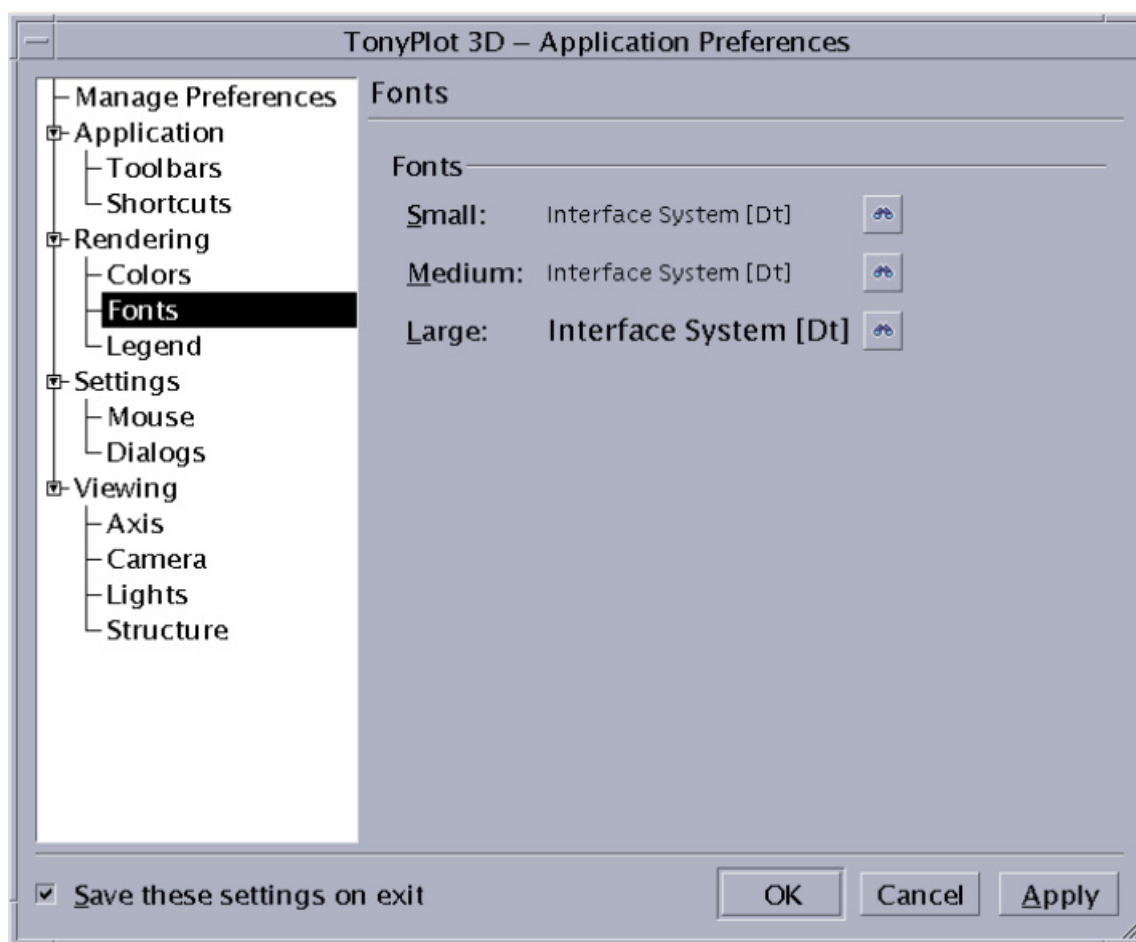 TonyPlot 3D – Application Preferences
Manage Preferences
Application
Toolbars
Shortcuts
Rendering
Colors
Fonts
Legend
Settings
Mouse
Dialogs
Viewing
Axis
Camera
Lights
Structure
Fonts
Fonts
Small: Interface System [Dt]
Medium: Interface System [Dt]
Large: Interface System [Dt]
Save these settings on exit
OK Cancel Apply